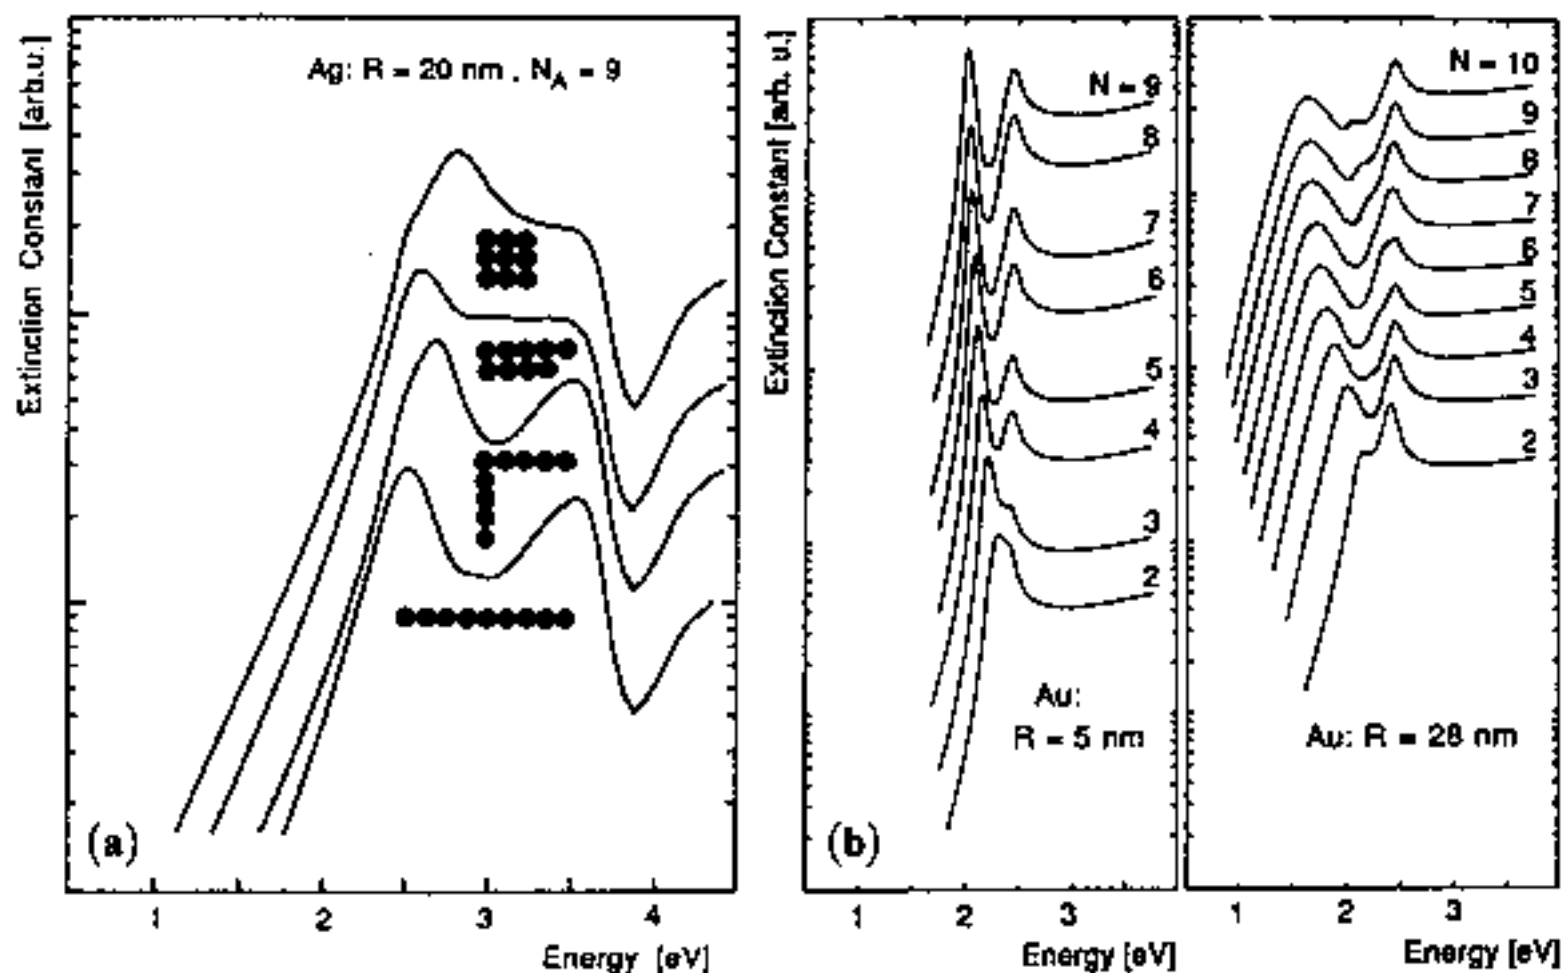 Extinction Constant [arb.u.]
Ag: R = 20 nm , N_A = 9
(a)
1 2 3 4
Energy [eV]
Extinction Constant [arb. u.]
N = 9
8
7
6
5
4
3
2
Au:
R = 5 nm
(b)
1 2 3
Energy [eV]
N = 10
9
8
7
6
5
4
3
2
Au: R = 28 nm
1 2 3
Energy [eV]